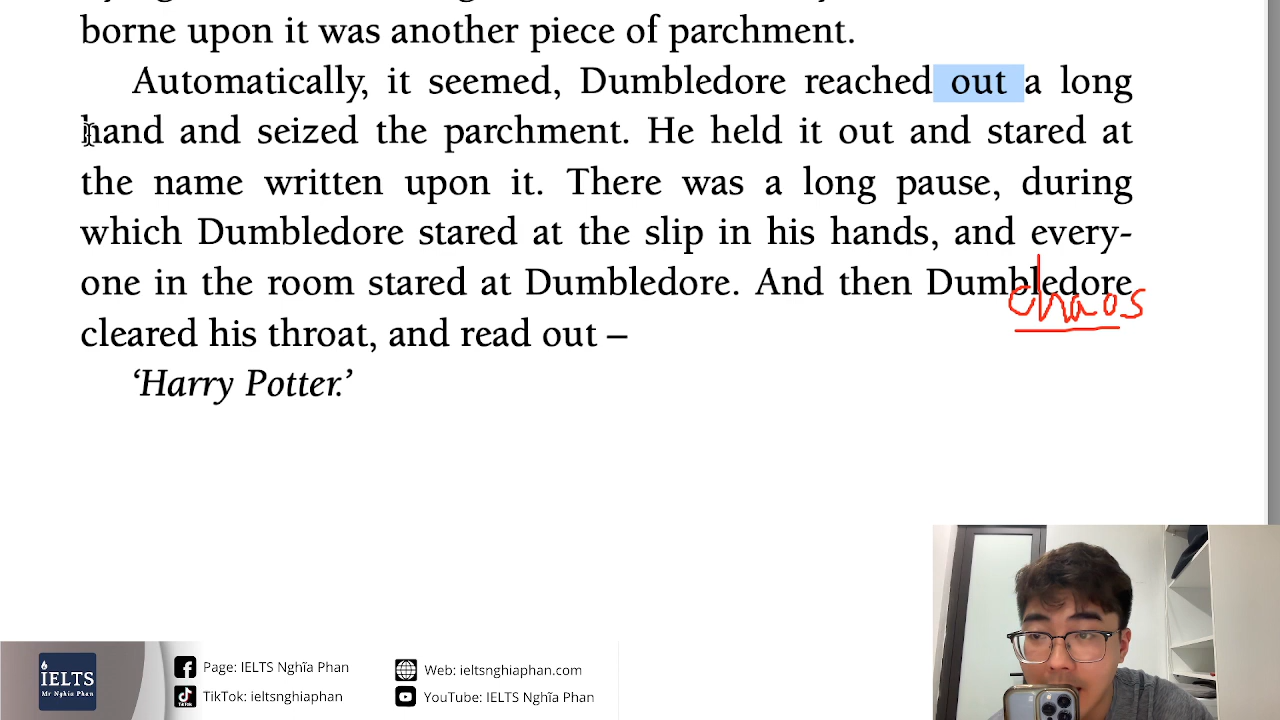 borne upon it was another piece of parchment.
Automatically, it seemed, Dumbledore reached out a long
hand and seized the parchment. He held it out and stared at
the name written upon it. There was a long pause, during
which Dumbledore stared at the slip in his hands, and every-
one in the room stared at Dumbledore. And then Dumbledore
chaos
cleared his throat, and read out –
‘Harry Potter.’
IELTS
Mr Nghĩa Phan
Page: IELTS Nghĩa Phan
Web: ieltsnghiaphan.com
TikTok: ieltsnghiaphan
YouTube: IELTS Nghĩa Phan